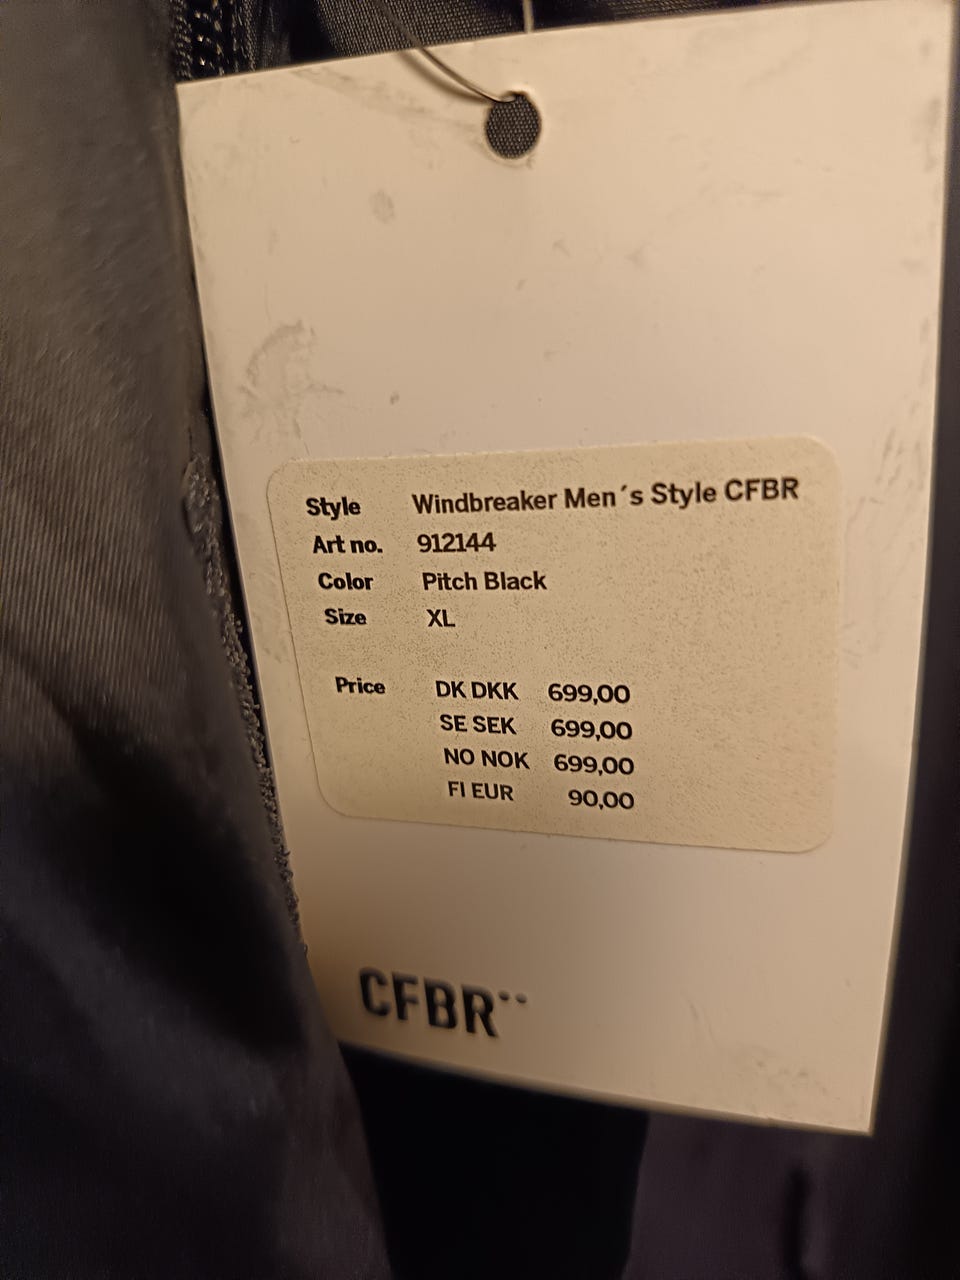 Style Windbreaker Men´s Style CFBR
Art no. 912144
Color Pitch Black
Size XL
Price DK DKK 699,00
SE SEK 699,00
NO NOK 699,00
FI EUR 90,00
CFBR¨